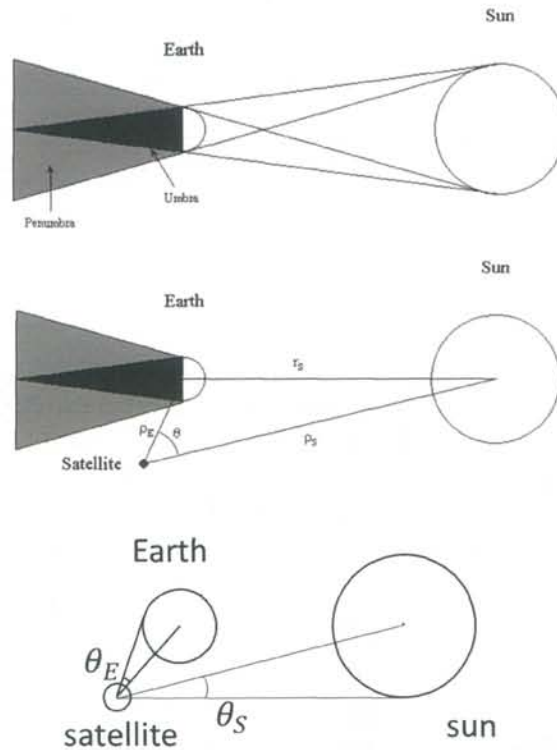 Sun
Earth
Umbra
Penumbra
Sun
Earth
r_S
ρ_E θ ρ_S
Satellite
Earth
θ_E
θ_S
satellite sun